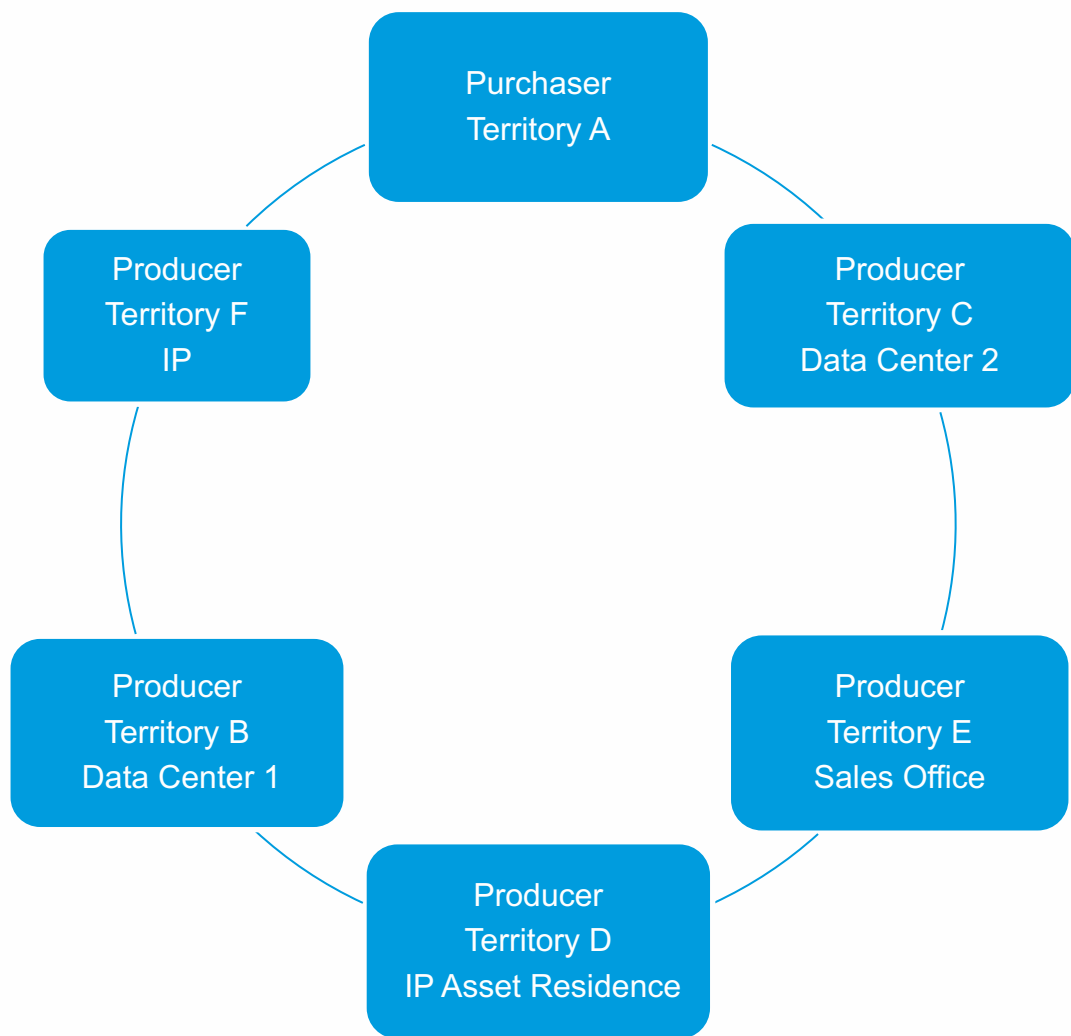 Purchaser
Territory A
Producer
Territory C
Data Center 2
Producer
Territory E
Sales Office
Producer
Territory D
IP Asset Residence
Producer
Territory B
Data Center 1
Producer
Territory F
IP